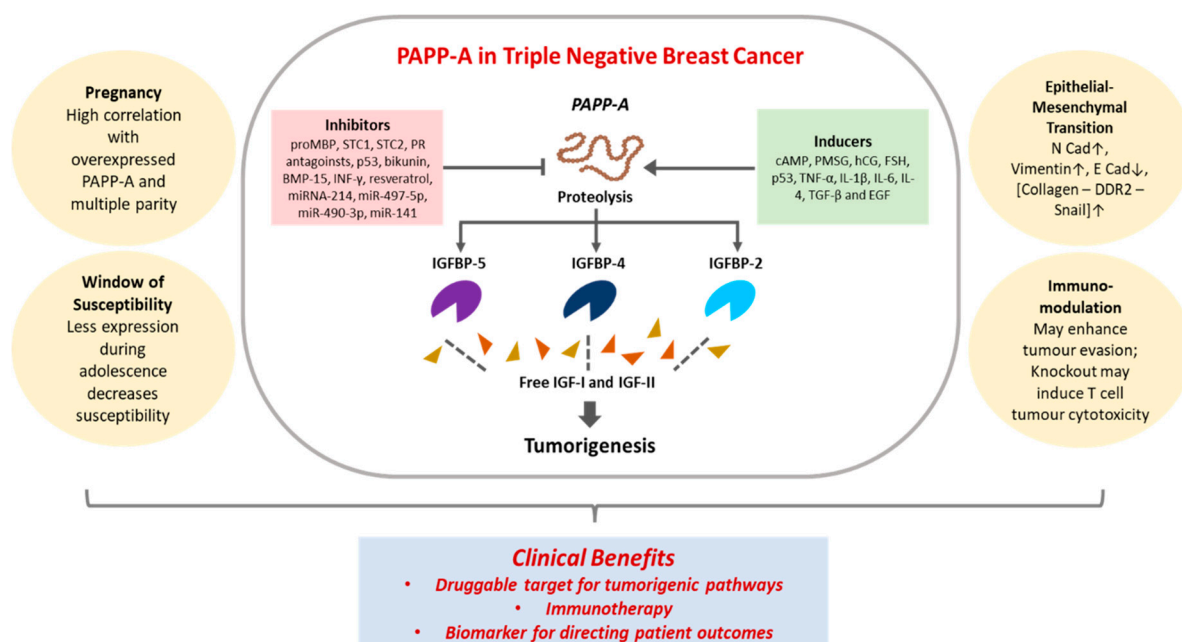 PAPP-A in Triple Negative Breast Cancer
Pregnancy
High correlation
with
overexpressed
PAPP-A and
multiple parity
Window of
Susceptibility
Less expression
during
adolescence
decreases
susceptibility
Inhibitors
proMBP, STC1, STC2, PR
antagoinsts, p53, bikunin,
BMP-15, INF-γ, resveratrol,
miRNA-214, miR-497-5p,
miR-490-3p, miR-141
PAPP-A
Proteolysis
Inducers
cAMP, PMSG, hCG, FSH,
p53, TNF-α, IL-1β, IL-6, IL-
4, TGF-β and EGF
IGFBP-5
IGFBP-4
IGFBP-2
Free IGF-I and IGF-II
Tumorigenesis
Epithelial-
Mesenchymal
Transition
N Cad↑,
Vimentin↑, E Cad↓,
[Collagen – DDR2 –
Snail]↑
Immuno-
modulation
May enhance
tumour evasion;
Knockout may
induce T cell
tumour cytotoxicity
Clinical Benefits
• Druggable target for tumorigenic pathways
• Immunotherapy
• Biomarker for directing patient outcomes